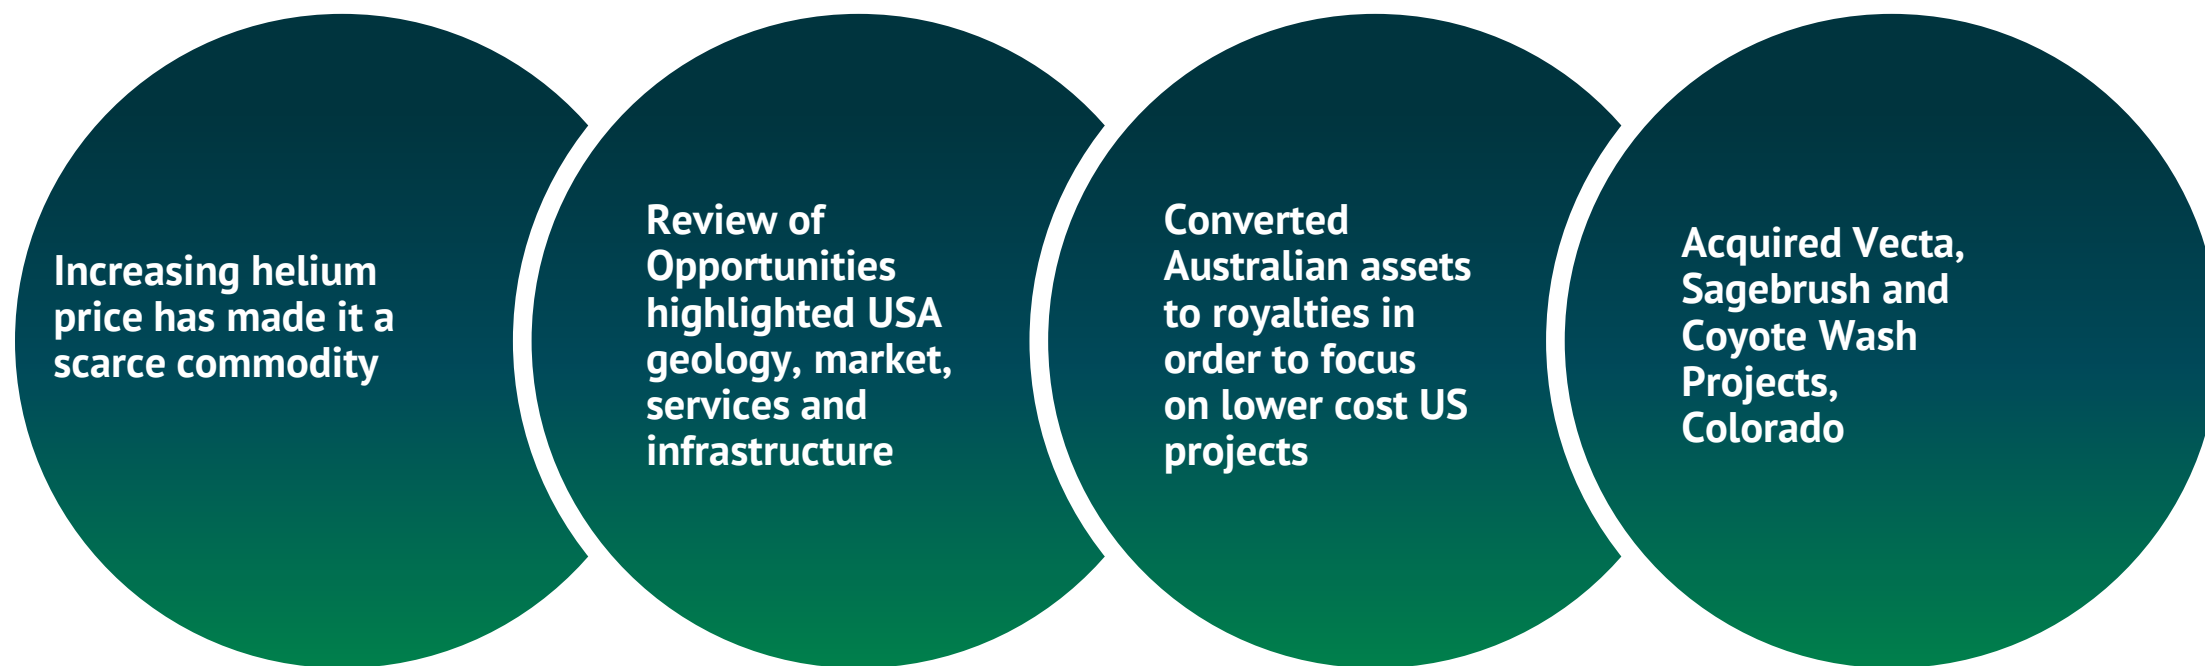 Increasing helium
price has made it a
scarce commodity
Review of
Opportunities
highlighted USA
geology, market,
services and
infrastructure
Converted
Australian assets
to royalties in
order to focus
on lower cost US
projects
Acquired Vecta,
Sagebrush and
Coyote Wash
Projects,
Colorado